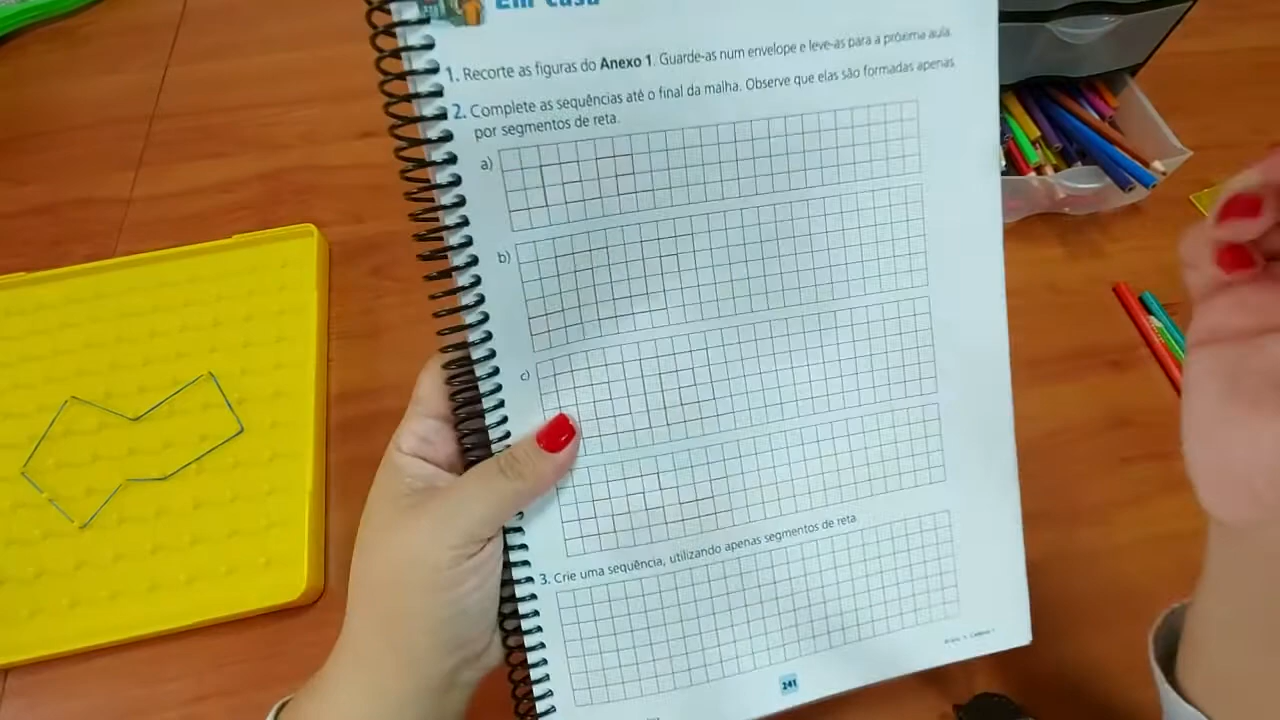 Em casa
1. Recorte as figuras do Anexo 1. Guarde-as num envelope e leve-as para a próxima aula.
2. Complete as sequências até o final da malha. Observe que elas são formadas apenas
por segmentos de reta.
a)
b)
c)
3. Crie uma sequência, utilizando apenas segmentos de reta.
241